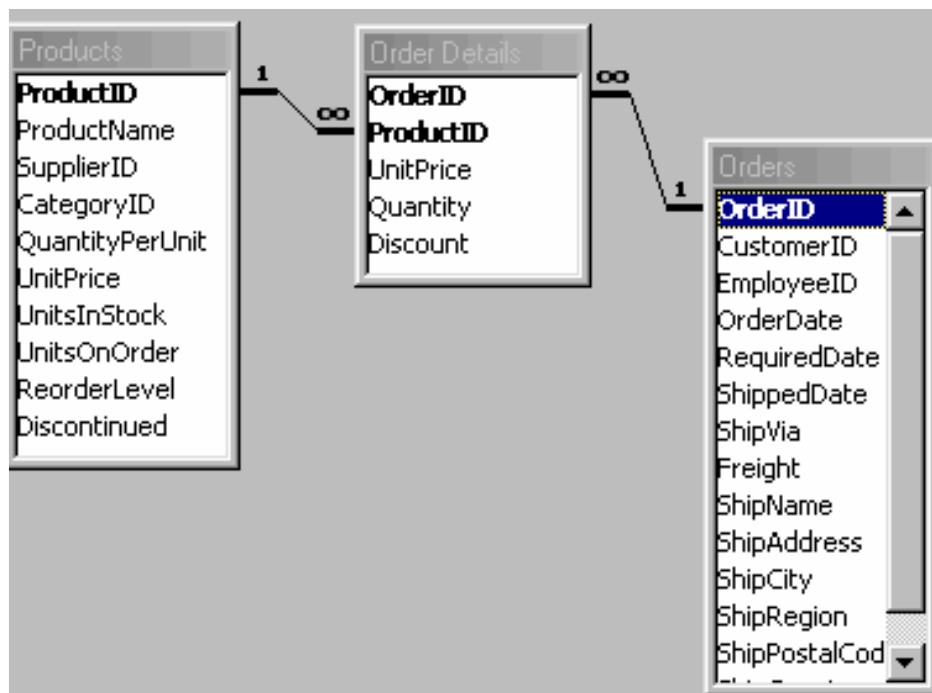 Products
ProductID
ProductName
SupplierID
CategoryID
QuantityPerUnit
UnitPrice
UnitsInStock
UnitsOnOrder
ReorderLevel
Discontinued
1
∞
Order Details
OrderID
ProductID
UnitPrice
Quantity
Discount
∞
1
Orders
OrderID
CustomerID
EmployeeID
OrderDate
RequiredDate
ShippedDate
ShipVia
Freight
ShipName
ShipAddress
ShipCity
ShipRegion
ShipPostalCod